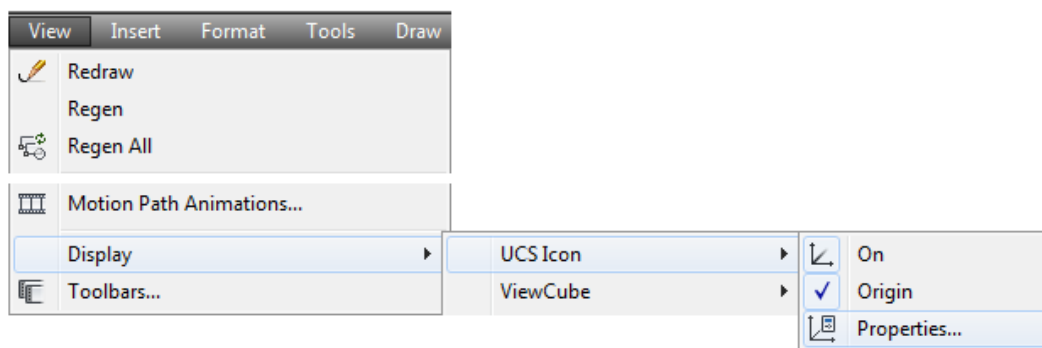 View Insert Format Tools Draw
Redraw
Regen
Regen All
Motion Path Animations...
Display UCS Icon On
Toolbars... ViewCube Origin
Properties...